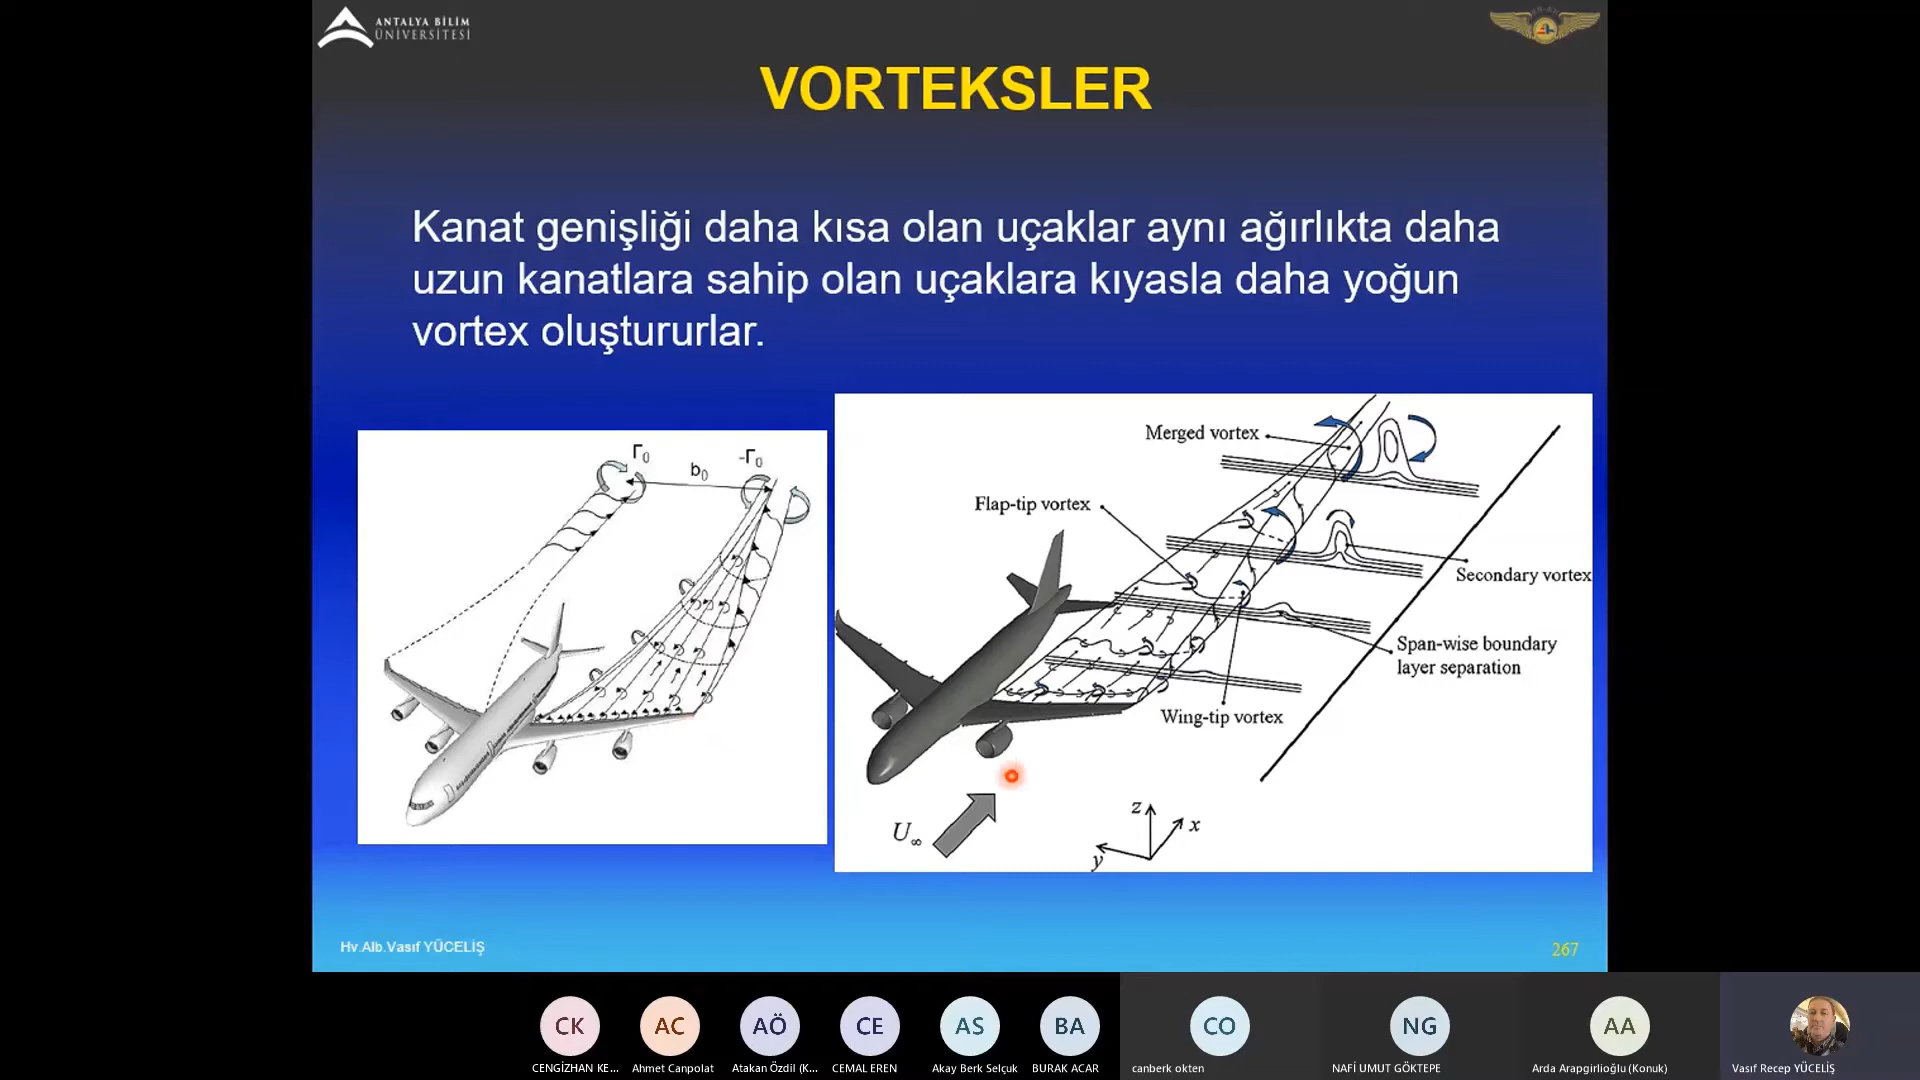 ANTALYA BİLİM
ÜNİVERSİTESİ
VORTEKSLER
Kanat genişliği daha kısa olan uçaklar aynı ağırlıkta daha
uzun kanatlara sahip olan uçaklara kıyasla daha yoğun
vortex oluştururlar.
Γ0
b0
-Γ0
Merged vortex
Flap-tip vortex
Secondary vortex
Span-wise boundary
layer separation
Wing-tip vortex
U∞
z
x
y
Hv.Alb.Vasıf YÜCELİŞ
267
CK
AC
AÖ
CE
AS
BA
CO
NG
AA
CENGİZHAN KE...
Ahmet Canpolat
Atakan Özdil (K...
CEMAL EREN
Akay Berk Selçuk
BURAK ACAR
canberk okten
NAFİ UMUT GÖKTEPE
Arda Arapgirlioğlu (Konuk)
Vasıf Recep YÜCELİŞ